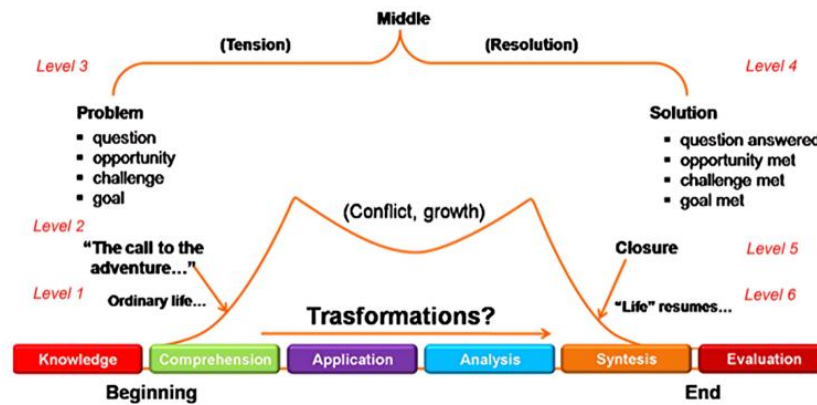 Middle
(Tension)
(Resolution)
Level 3
Level 4
Problem
▪ question
▪ opportunity
▪ challenge
▪ goal
Solution
▪ question answered
▪ opportunity met
▪ challenge met
▪ goal met
(Conflict, growth)
Level 2
“The call to the
adventure…”
Closure
Level 5
Level 1
Ordinary life…
“Life” resumes…
Level 6
Trasformations?
Knowledge
Comprehension
Application
Analysis
Syntesis
Evaluation
Beginning
End